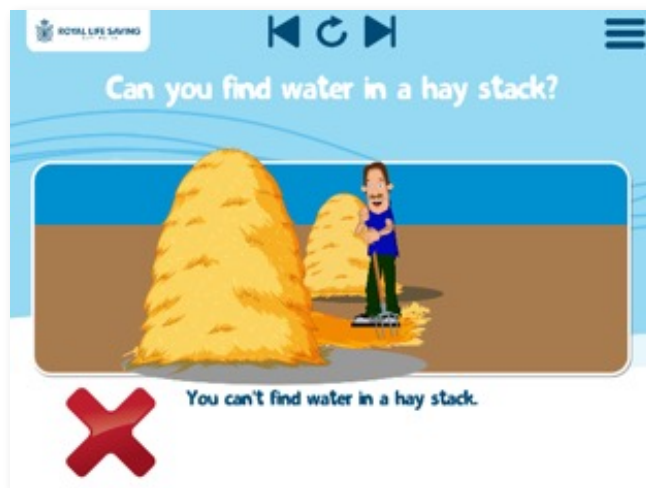 ROYAL LIFE SAVING
Can you find water in a hay stack?
You can't find water in a hay stack.